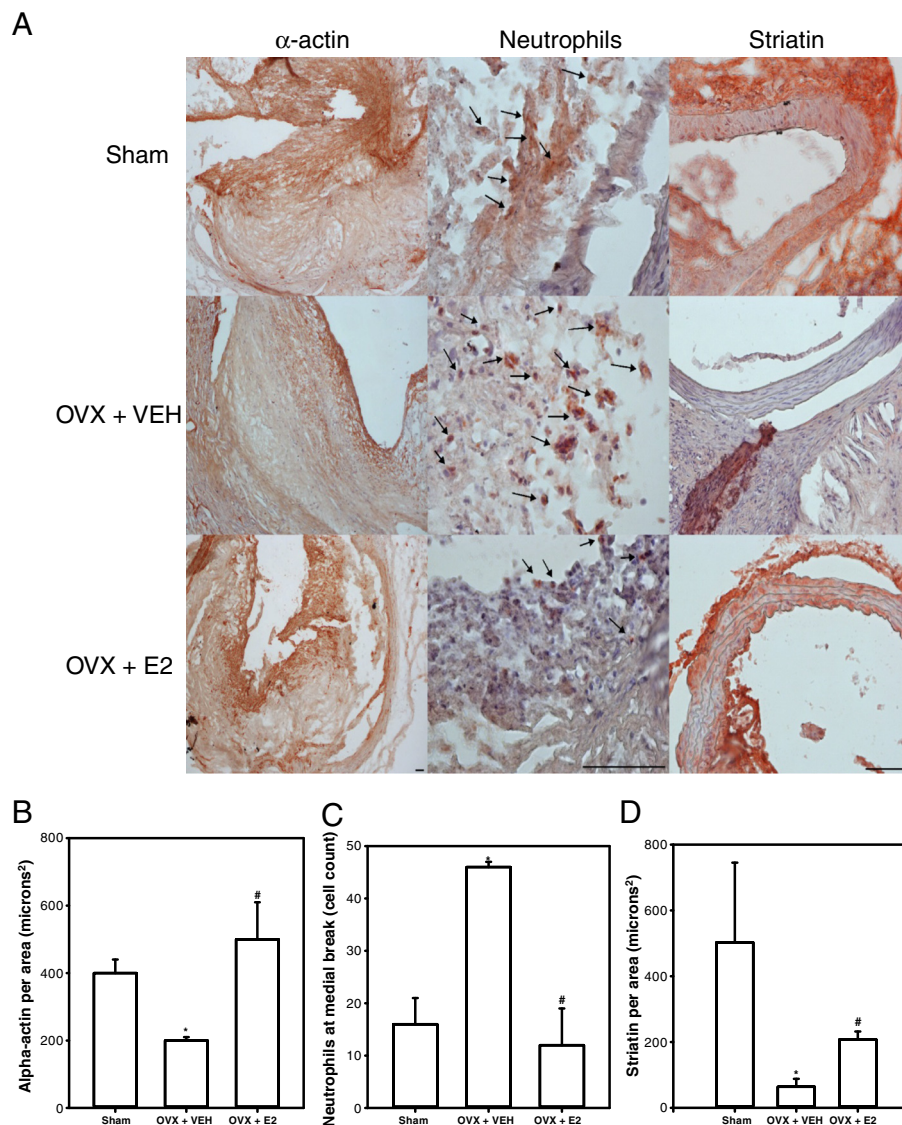 A
α-actin Neutrophils Striatin
Sham
OVX + VEH
OVX + E2
B
Alpha-actin per area (microns²)
800
600
400
200
0
*
#
Sham OVX + VEH OVX + E2
C
Neutrophils at medial break (cell count)
50
40
30
20
10
0
*
#
Sham OVX + VEH OVX + E2
D
Striatin per area (microns²)
800
600
400
200
0
*
#
Sham OVX + VEH OVX + E2